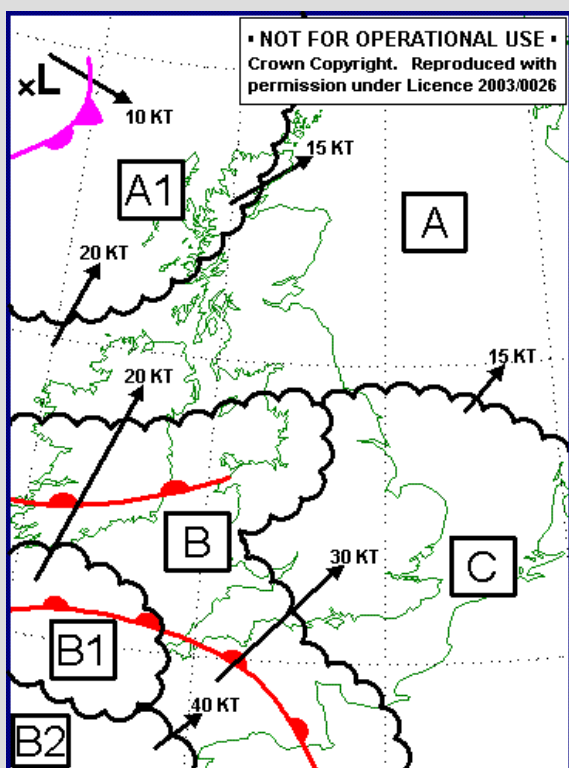 ▪ NOT FOR OPERATIONAL USE ▪
Crown Copyright. Reproduced with
permission under Licence 2003/0026
×L
10 KT
15 KT
A1
A
20 KT
15 KT
20 KT
B
30 KT
C
B1
40 KT
B2